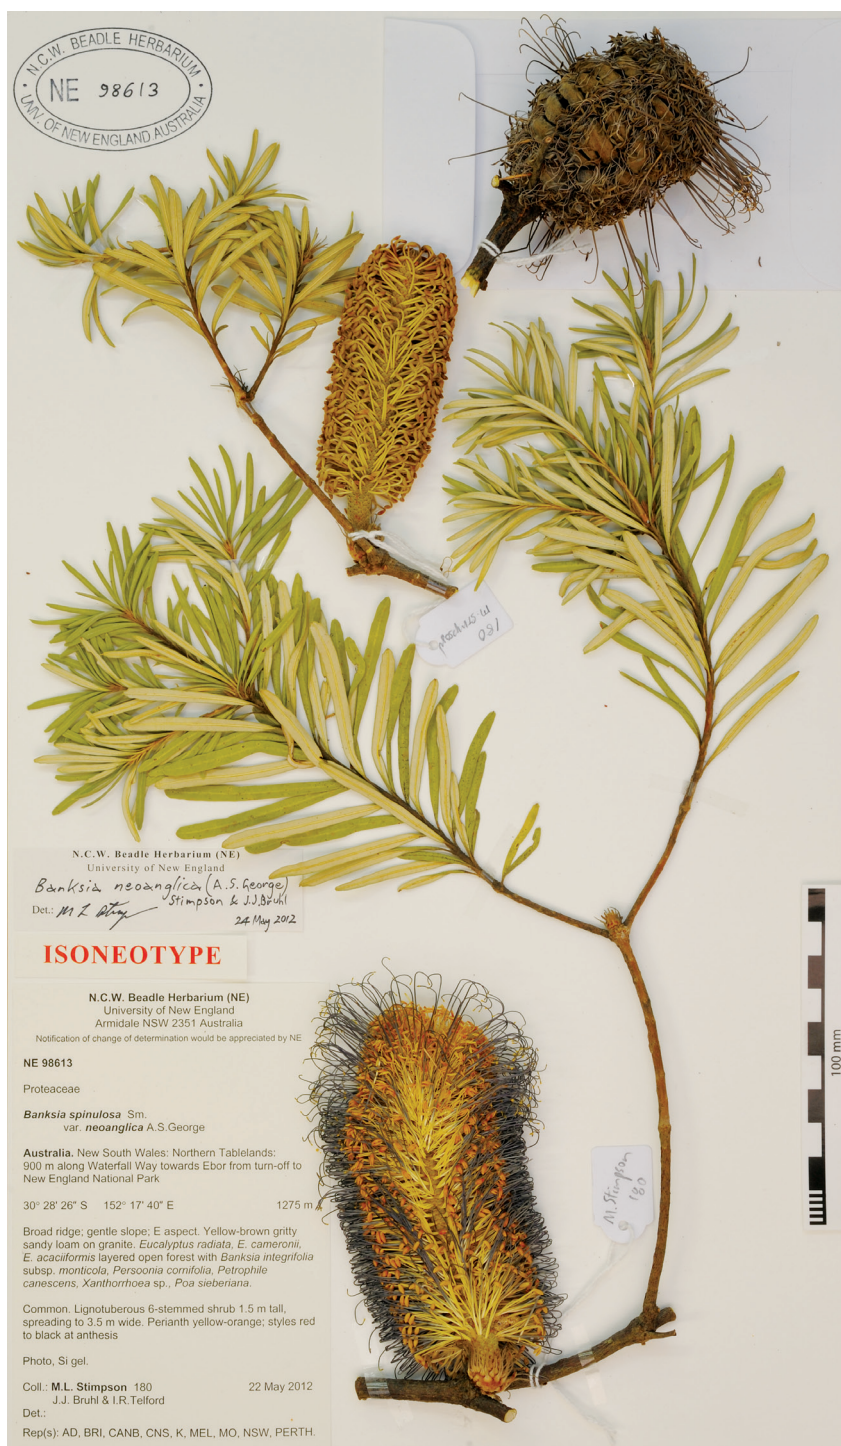 N.C.W. BEADLE HERBARIUM
NE 98613
UNIV. OF NEW ENGLAND AUSTRALIA
M. Stimpson
180
N.C.W. Beadle Herbarium (NE)
University of New England
Banksia neoanglica (A.S. George)
Stimpson & J.J. Bruhl
Det.:
24 May 2012
ISONEOTYPE
N.C.W. Beadle Herbarium (NE)
University of New England
Armidale NSW 2351 Australia
Notification of change of determination would be appreciated by NE
NE 98613
Proteaceae
Banksia spinulosa Sm.
var. neoanglica A.S.George
Australia. New South Wales: Northern Tablelands:
900 m along Waterfall Way towards Ebor from turn-off to
New England National Park
30° 28' 26" S 152° 17' 40" E 1275 m
Broad ridge; gentle slope; E aspect. Yellow-brown gritty
sandy loam on granite. Eucalyptus radiata, E. cameronii,
E. acaciiformis layered open forest with Banksia integrifolia
subsp. monticola, Persoonia cornifolia, Petrophile
canescens, Xanthorrhoea sp., Poa sieberiana.
Common. Lignotuberous 6-stemmed shrub 1.5 m tall,
spreading to 3.5 m wide. Perianth yellow-orange; styles red
to black at anthesis
Photo, Si gel.
Coll.: M.L. Stimpson 180 22 May 2012
J.J. Bruhl & I.R.Telford
Det.:
Rep(s): AD, BRI, CANB, CNS, K, MEL, MO, NSW, PERTH.
M. Stimpson
180
100 mm